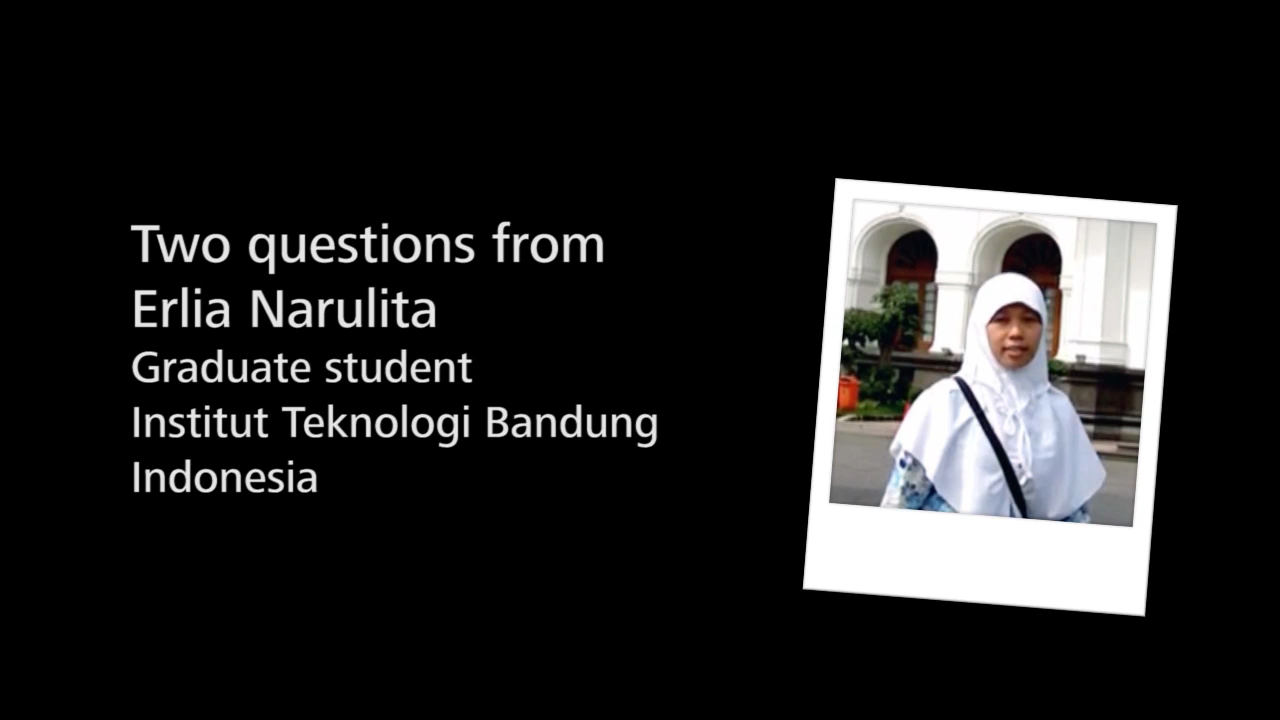 Two questions from
Erlia Narulita
Graduate student
Institut Teknologi Bandung
Indonesia